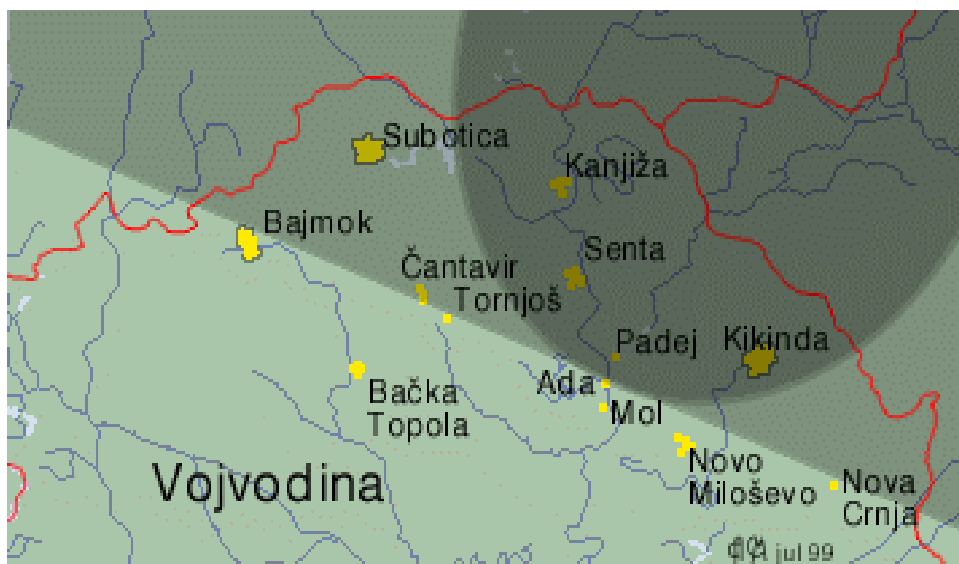 Subotica
Kanjiža
Bajmok
Senta
Čantavir
Tornjoš
Padej
Kikinda
Ada
Bačka
Topola
Mol
Novo
Miloševo
Nova
Crnja
Vojvodina
jul 99